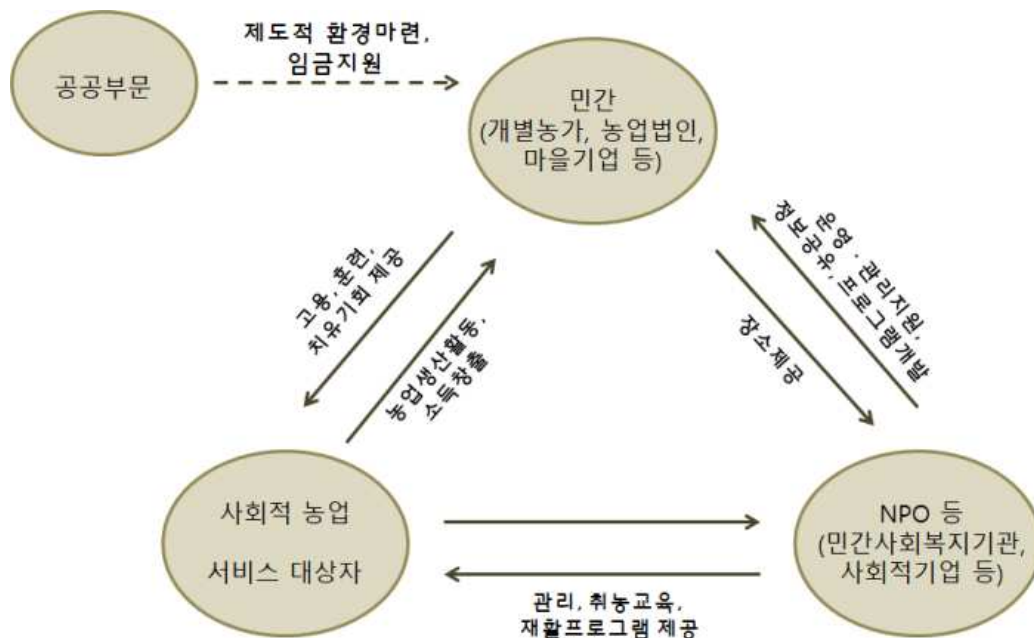 제도적 환경마련,
임금지원
공공부문
민간
(개별농가, 농업법인,
마을기업 등)
고용, 훈련,
치유기회 제공
농업생산활동,
소득창출
운영·관리지원,
정보공유, 프로그램개발
장소제공
사회적 농업
서비스 대상자
NPO 등
(민간사회복지기관,
사회적기업 등)
관리, 취농교육,
재활프로그램 제공